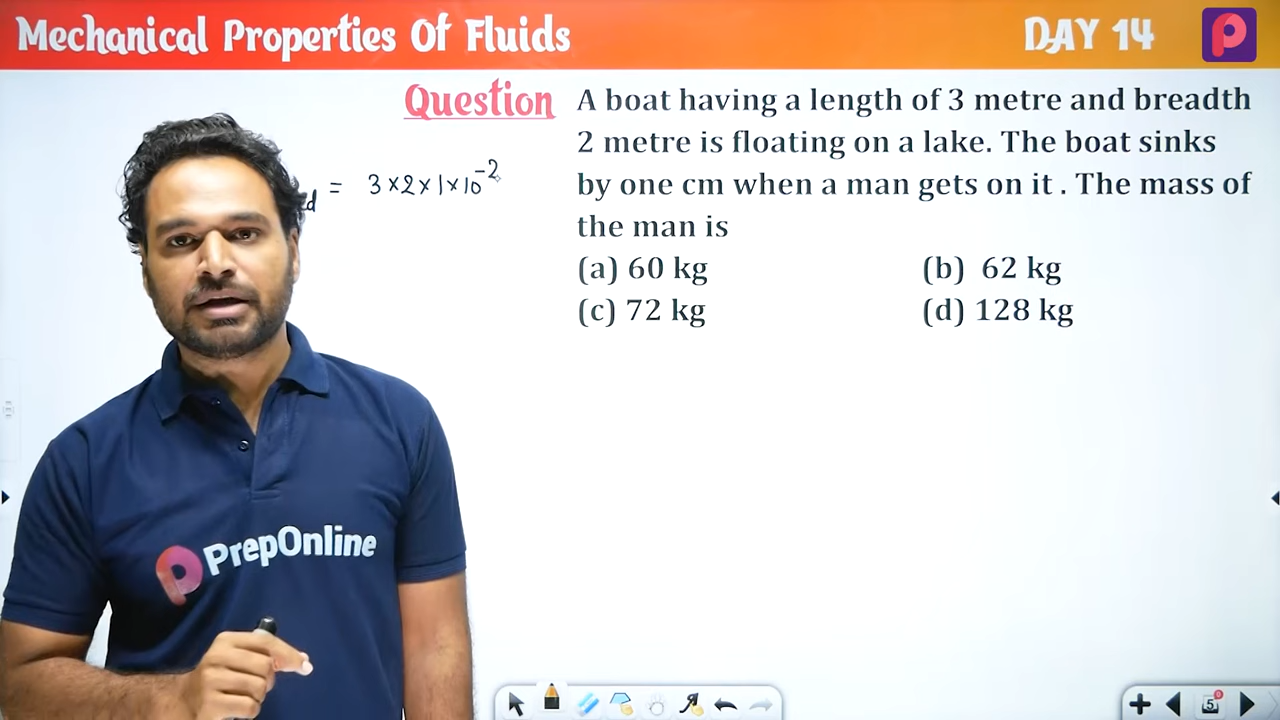 Mechanical Properties Of Fluids
DAY 14
Question
A boat having a length of 3 metre and breadth
2 metre is floating on a lake. The boat sinks
by one cm when a man gets on it . The mass of
the man is
(a) 60 kg
(b) 62 kg
(c) 72 kg
(d) 128 kg
d = 3×2×1×10⁻²
PrepOnline
5